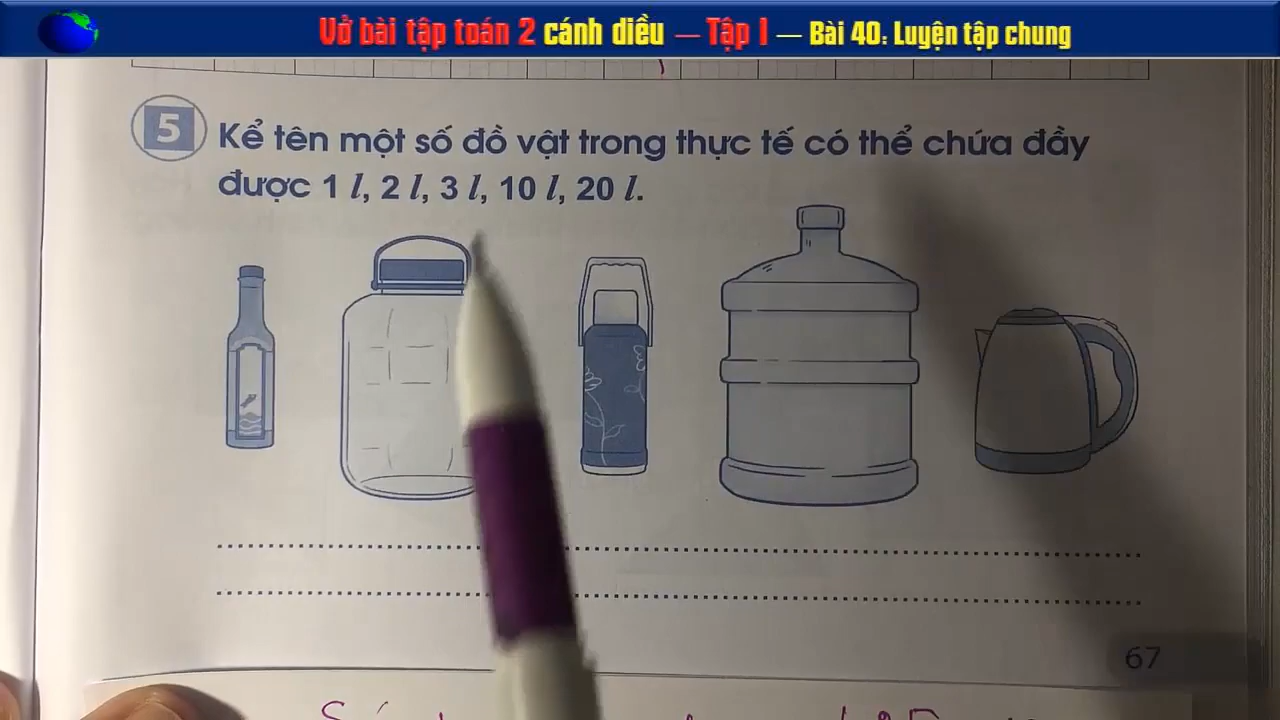 Vở bài tập toán 2 cánh diều — Tập 1 — Bài 40: Luyện tập chung
5 Kể tên một số đồ vật trong thực tế có thể chứa đầy
được 1 l, 2 l, 3 l, 10 l, 20 l.
67